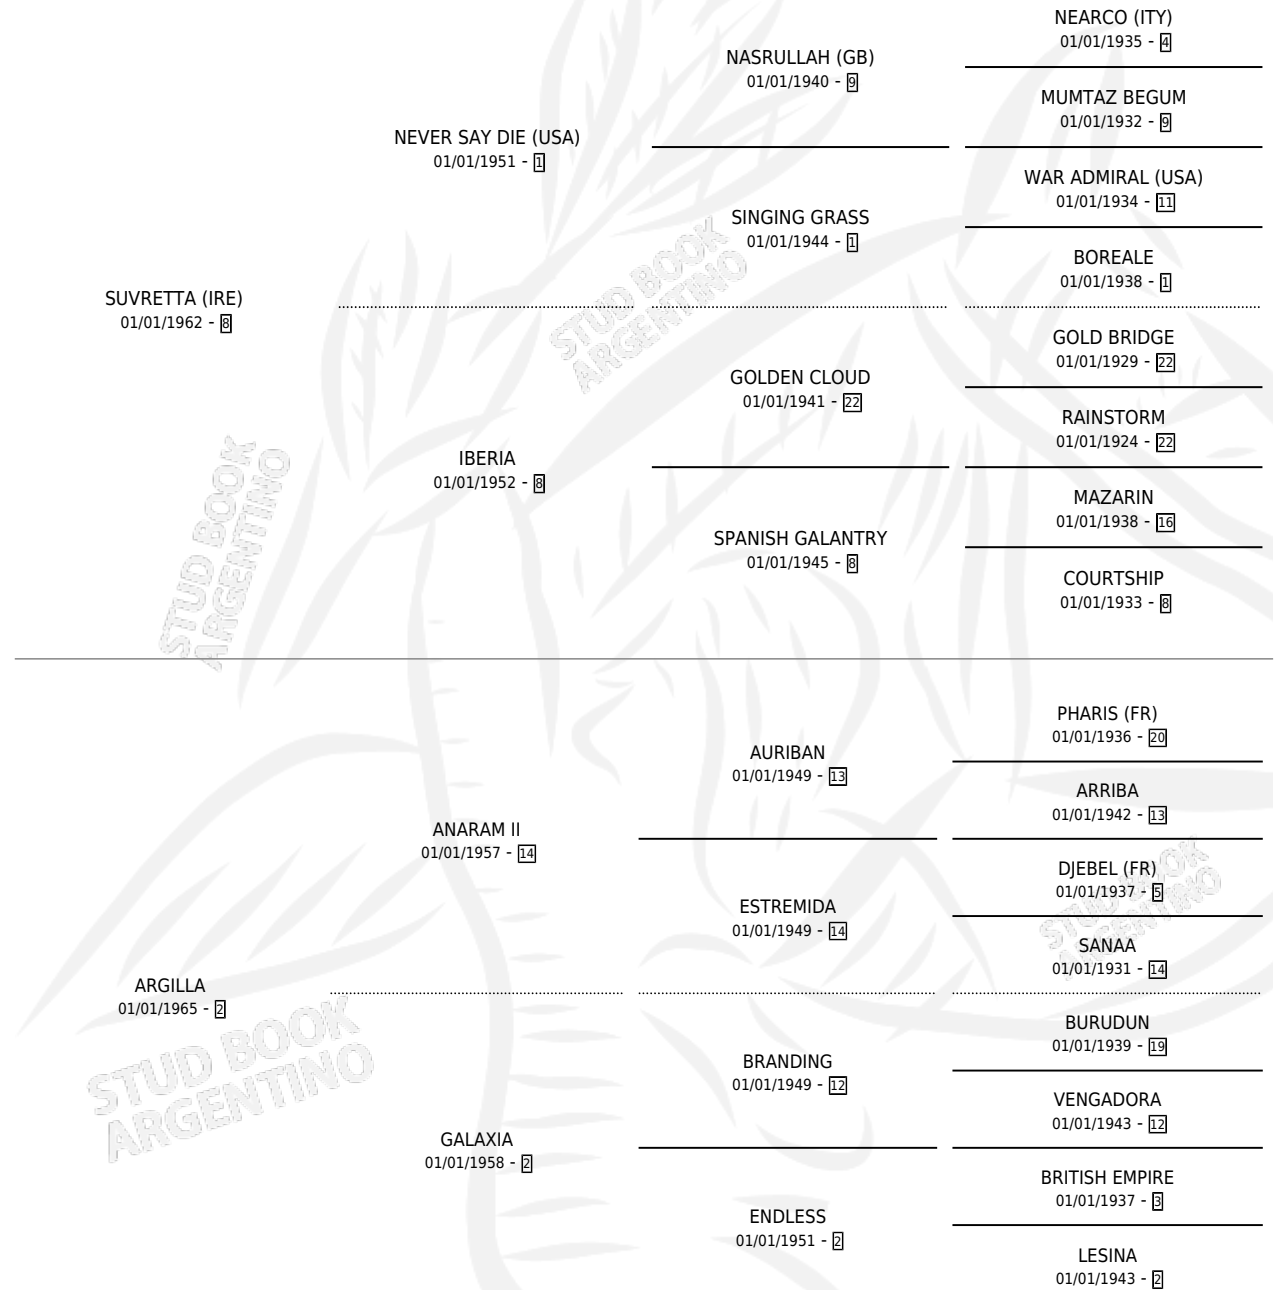 NEARCO (ITY)
01/01/1935 - 4
NASRULLAH (GB)
01/01/1940 - 9
MUMTAZ BEGUM
01/01/1932 - 9
NEVER SAY DIE (USA)
01/01/1951 - 1
WAR ADMIRAL (USA)
01/01/1934 - 11
SINGING GRASS
01/01/1944 - 1
BOREALE
01/01/1938 - 1
SUVRETTA (IRE)
01/01/1962 - 8
GOLD BRIDGE
01/01/1929 - 22
GOLDEN CLOUD
01/01/1941 - 22
RAINSTORM
01/01/1924 - 22
IBERIA
01/01/1952 - 8
MAZARIN
01/01/1938 - 16
SPANISH GALANTRY
01/01/1945 - 8
COURTSHIP
01/01/1933 - 8
PHARIS (FR)
01/01/1936 - 20
AURIBAN
01/01/1949 - 13
ARRIBA
01/01/1942 - 13
ANARAM II
01/01/1957 - 14
DJEBEL (FR)
01/01/1937 - 5
ESTREMIDA
01/01/1949 - 14
SANAA
01/01/1931 - 14
ARGILLA
01/01/1965 - 2
BURUDUN
01/01/1939 - 19
BRANDING
01/01/1949 - 12
VENGADORA
01/01/1943 - 12
GALAXIA
01/01/1958 - 2
BRITISH EMPIRE
01/01/1937 - 3
ENDLESS
01/01/1951 - 2
LESINA
01/01/1943 - 2
STUD BOOK
ARGENTINO
STUD BOOK
ARGENTINO
STUD BOOK
ARGENTINO
STUD BOOK
ARGENTINO